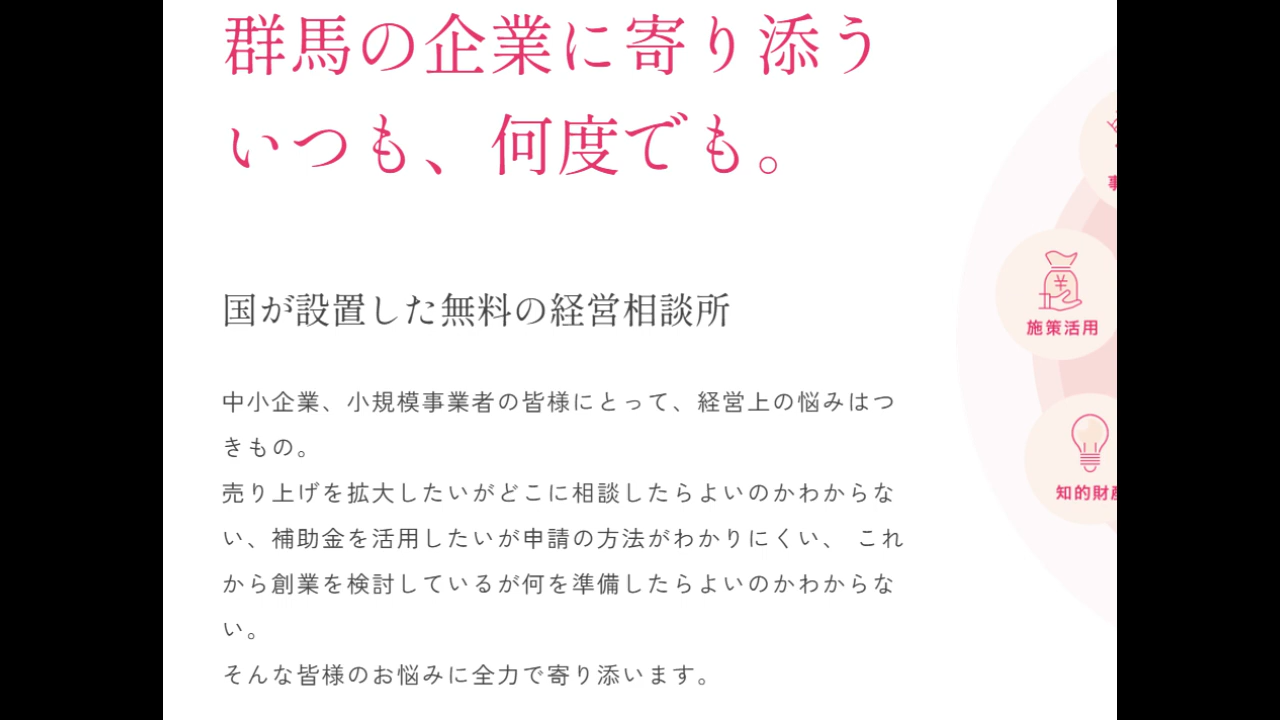 群馬の企業に寄り添う
いつも、何度でも。
国が設置した無料の経営相談所
中小企業、小規模事業者の皆様にとって、経営上の悩みはつ
きもの。
売り上げを拡大したいがどこに相談したらよいのかわからな
い、補助金を活用したいが申請の方法がわかりにくい、 これ
から創業を検討しているが何を準備したらよいのかわからな
い。
そんな皆様のお悩みに全力で寄り添います。
施策活用
知的財